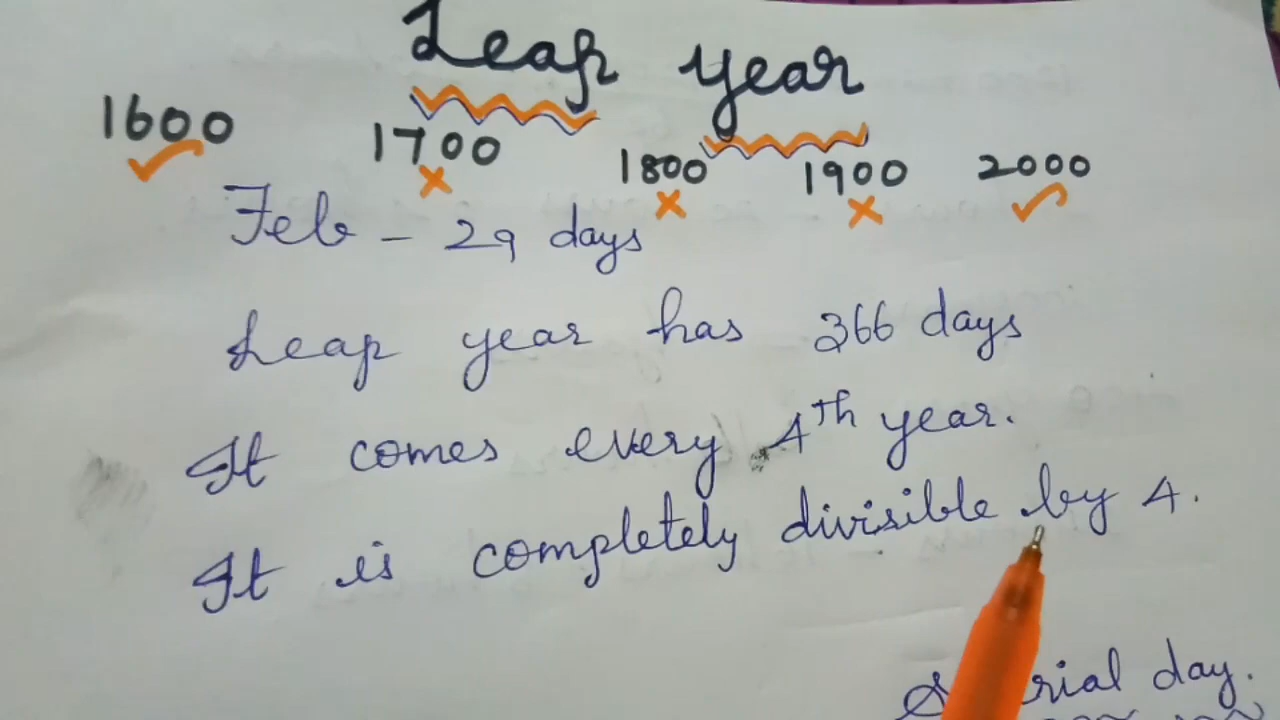 Leap year
1600 1700 1800 1900 2000
Feb - 29 days
Leap year has 366 days
It comes every 4th year.
It is completely divisible by 4.
day.